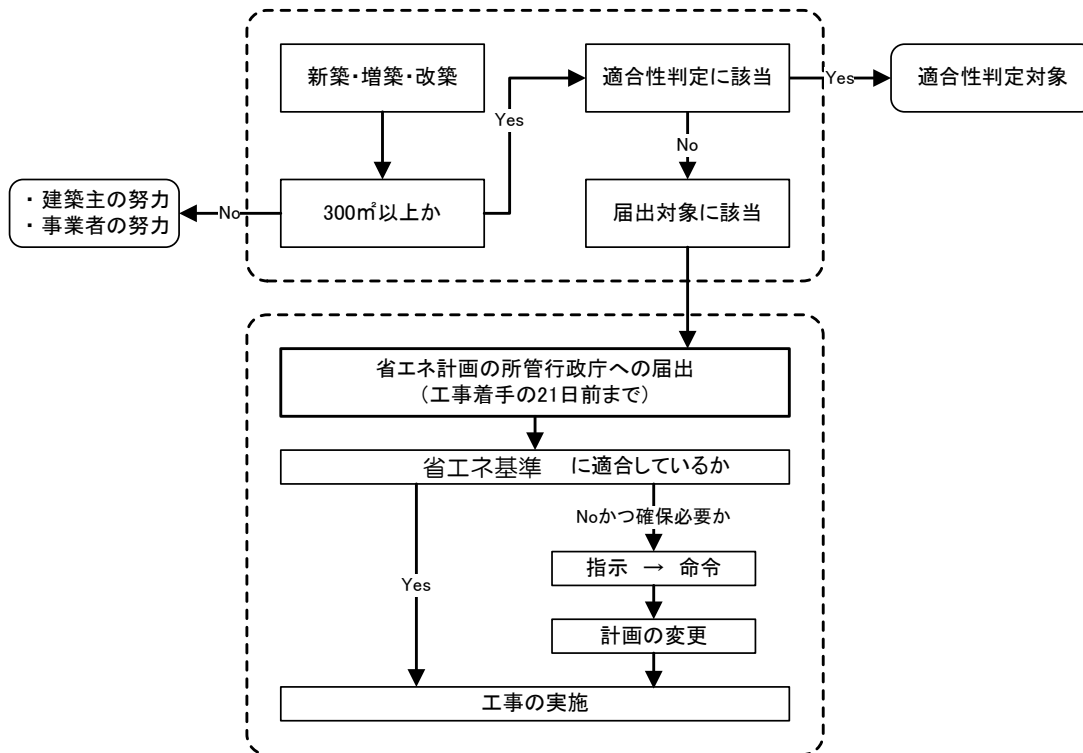 新築・増築・改築
適合性判定に該当
Yes
適合性判定対象
Yes
No
・建築主の努力
・事業者の努力
No
300㎡以上か
届出対象に該当
省エネ計画の所管行政庁への届出
（工事着手の21日前まで）
省エネ基準 に適合しているか
Noかつ確保必要か
指示 → 命令
Yes
計画の変更
工事の実施